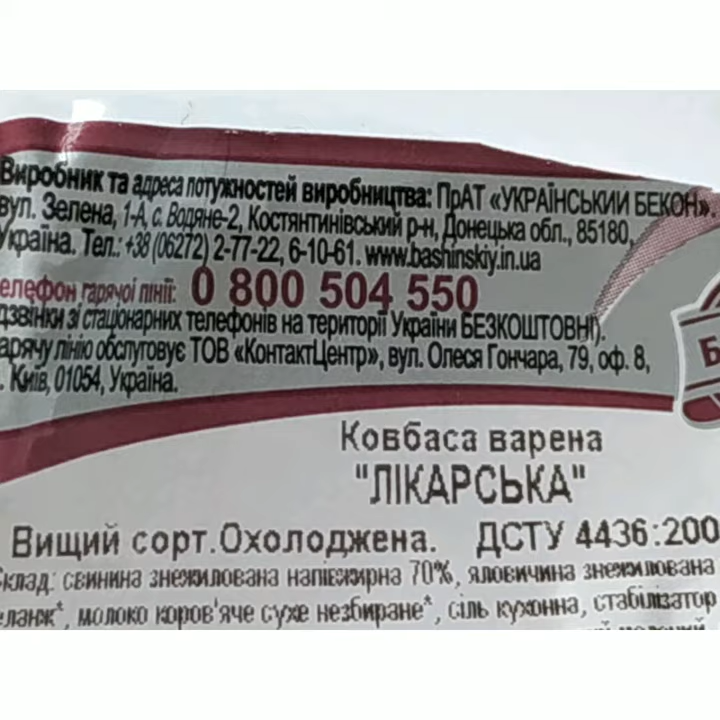 Виробник та адреса потужностей виробництва: ПрАТ «УКРАЇНСЬКИЙ БЕКОН»,
вул. Зелена, 1-А, с. Водяне-2, Костянтинівський р-н, Донецька обл., 85180,
Україна. Тел.: +38 (06272) 2-77-22, 6-10-61. www.bashinskiy.in.ua
елефон гарячої лінії: 0 800 504 550
дзвінки зі стаціонарних телефонів на території України БЕЗКОШТОВНІ).
арячу лінію обслуговує ТОВ «КонтактЦентр», вул. Олеся Гончара, 79, оф. 8,
. Київ, 01054, Україна.
Б
Ковбаса варена
"ЛІКАРСЬКА"
Вищий сорт.Охолоджена. ДСТУ 4436:200
клад: свинина знежилована напівжирна 70%, яловичина знежилована
еланж*, молоко коров'яче сухе незбиране*, сіль кухонна, стабілізатор